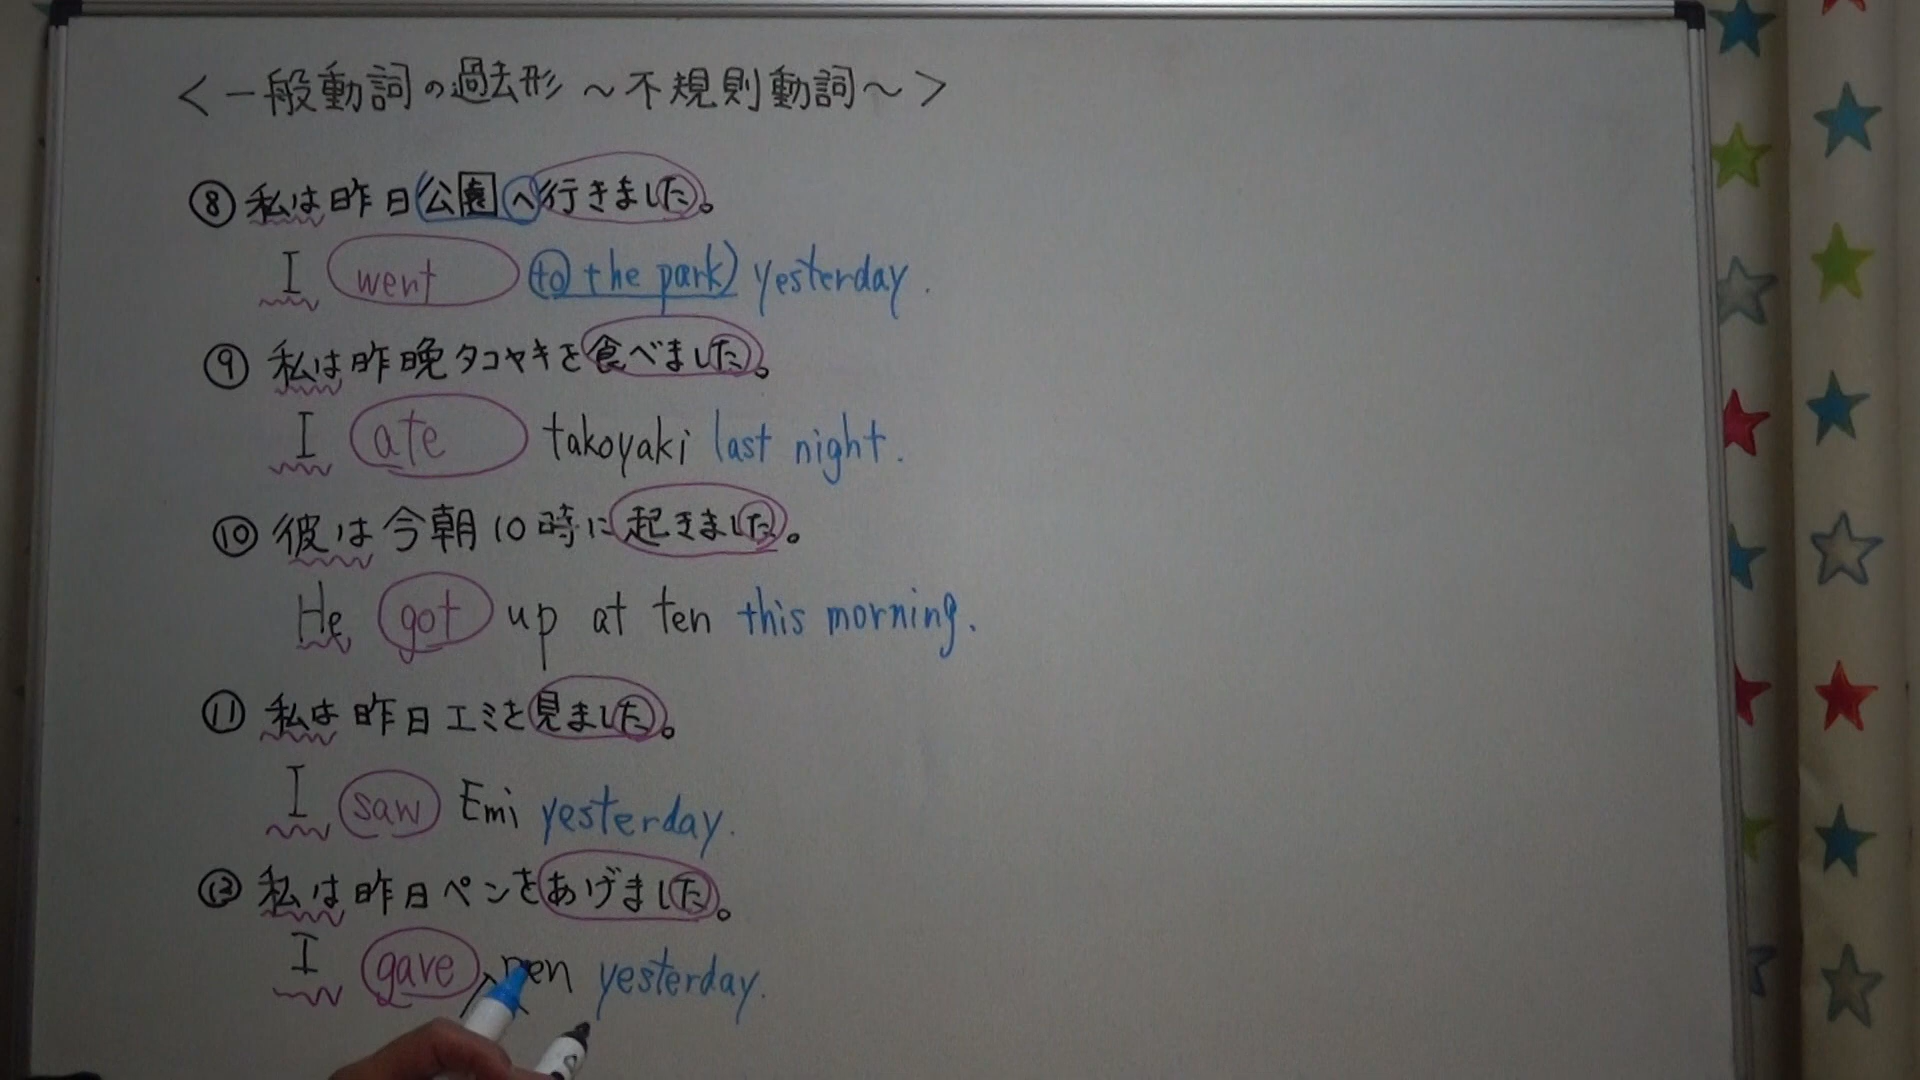 ＜一般動詞の過去形 ～不規則動詞～＞
⑧ 私は昨日公園へ行きました。
I went to the park yesterday.
⑨ 私は昨晩タコヤキを食べました。
I ate takoyaki last night.
⑩ 彼は今朝10時に起きました。
He got up at ten this morning.
⑪ 私は昨日エミを見ました。
I saw Emi yesterday.
私は昨日ペンをあげました。
I gave pen yesterday.